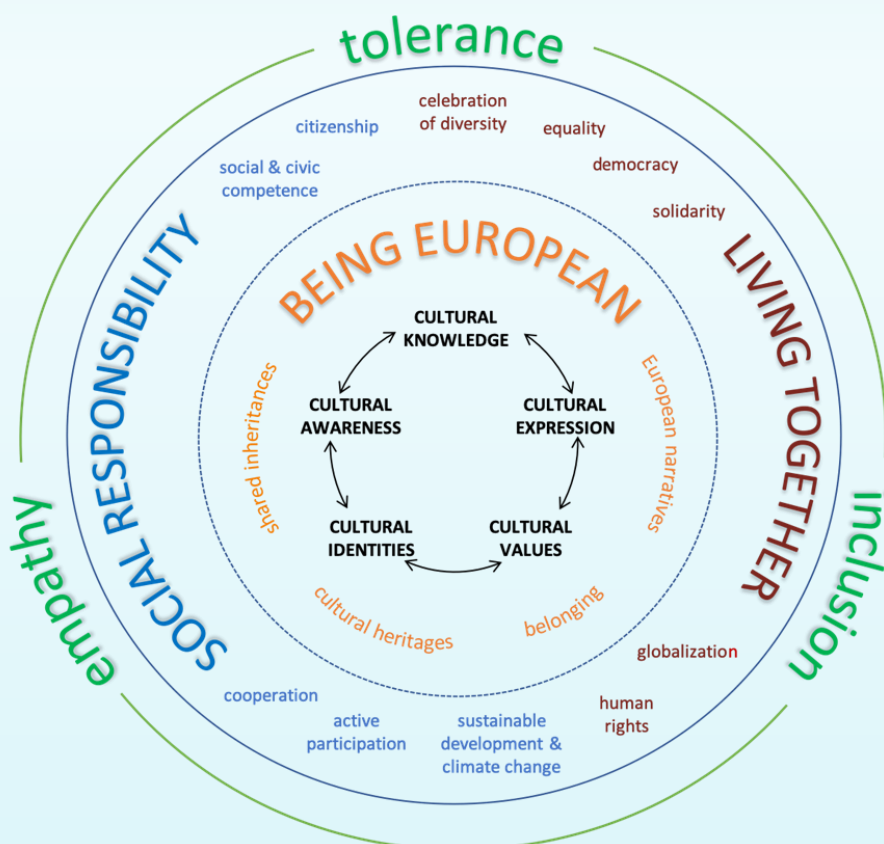 tolerance
celebration
of diversity
citizenship
equality
social & civic
competence
democracy
solidarity
SOCIAL RESPONSIBILITY
BEING EUROPEAN
LIVING TOGETHER
CULTURAL
KNOWLEDGE
shared inheritances
CULTURAL
AWARENESS
CULTURAL
EXPRESSION
European narratives
CULTURAL
IDENTITIES
CULTURAL
VALUES
empathy
inclusion
cultural heritages
belonging
globalization
cooperation
human
rights
active
participation
sustainable
development &
climate change